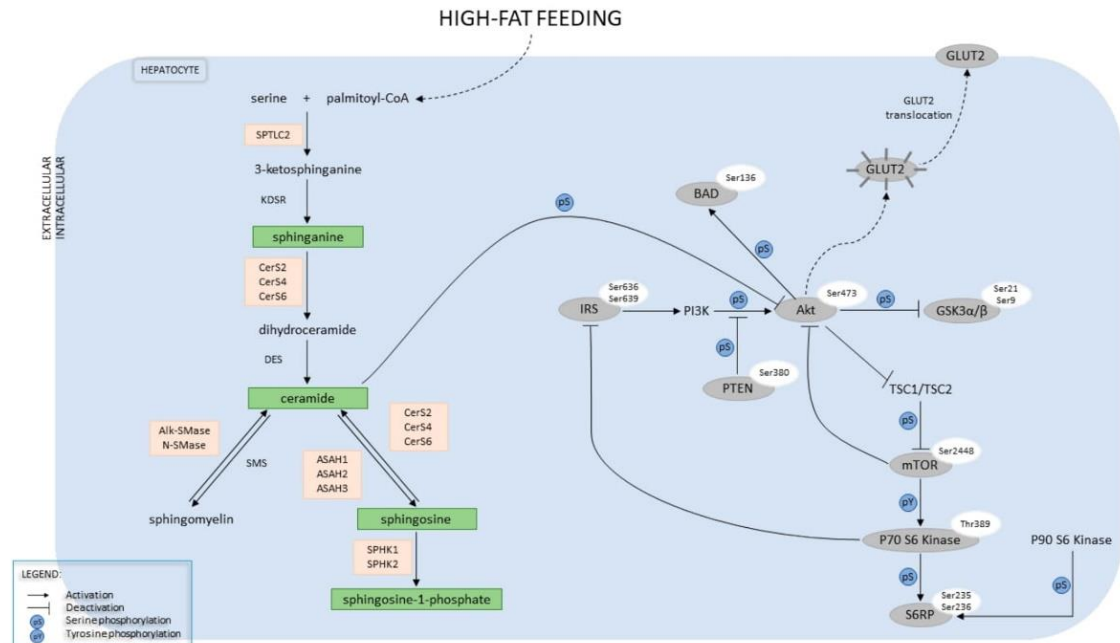 HIGH-FAT FEEDING
HEPATOCYTE
EXTRACELLULAR
INTRACELLULAR
serine + palmitoyl-CoA
SPTLC2
3-ketosphinganine
KDSR
sphinganine
CerS2
CerS4
CerS6
dihydroceramide
DES
ceramide
Alk-SMase
N-SMase
SMS
sphingomyelin
CerS2
CerS4
CerS6
ASAH1
ASAH2
ASAH3
sphingosine
SPHK1
SPHK2
sphingosine-1-phosphate
pS
GLUT2
GLUT2
translocation
GLUT2
BAD
Ser136
pS
IRS
Ser636
Ser639
PI3K
pS
Akt
Ser473
pS
GSK3α/β
Ser21
Ser9
pS
PTEN
Ser380
TSC1/TSC2
pS
mTOR
Ser2448
pY
P70 S6 Kinase
Thr389
P90 S6 Kinase
pS
pS
S6RP
Ser235
Ser236
LEGEND:
Activation
Deactivation
pS Serine phosphorylation
pY Tyrosine phosphorylation